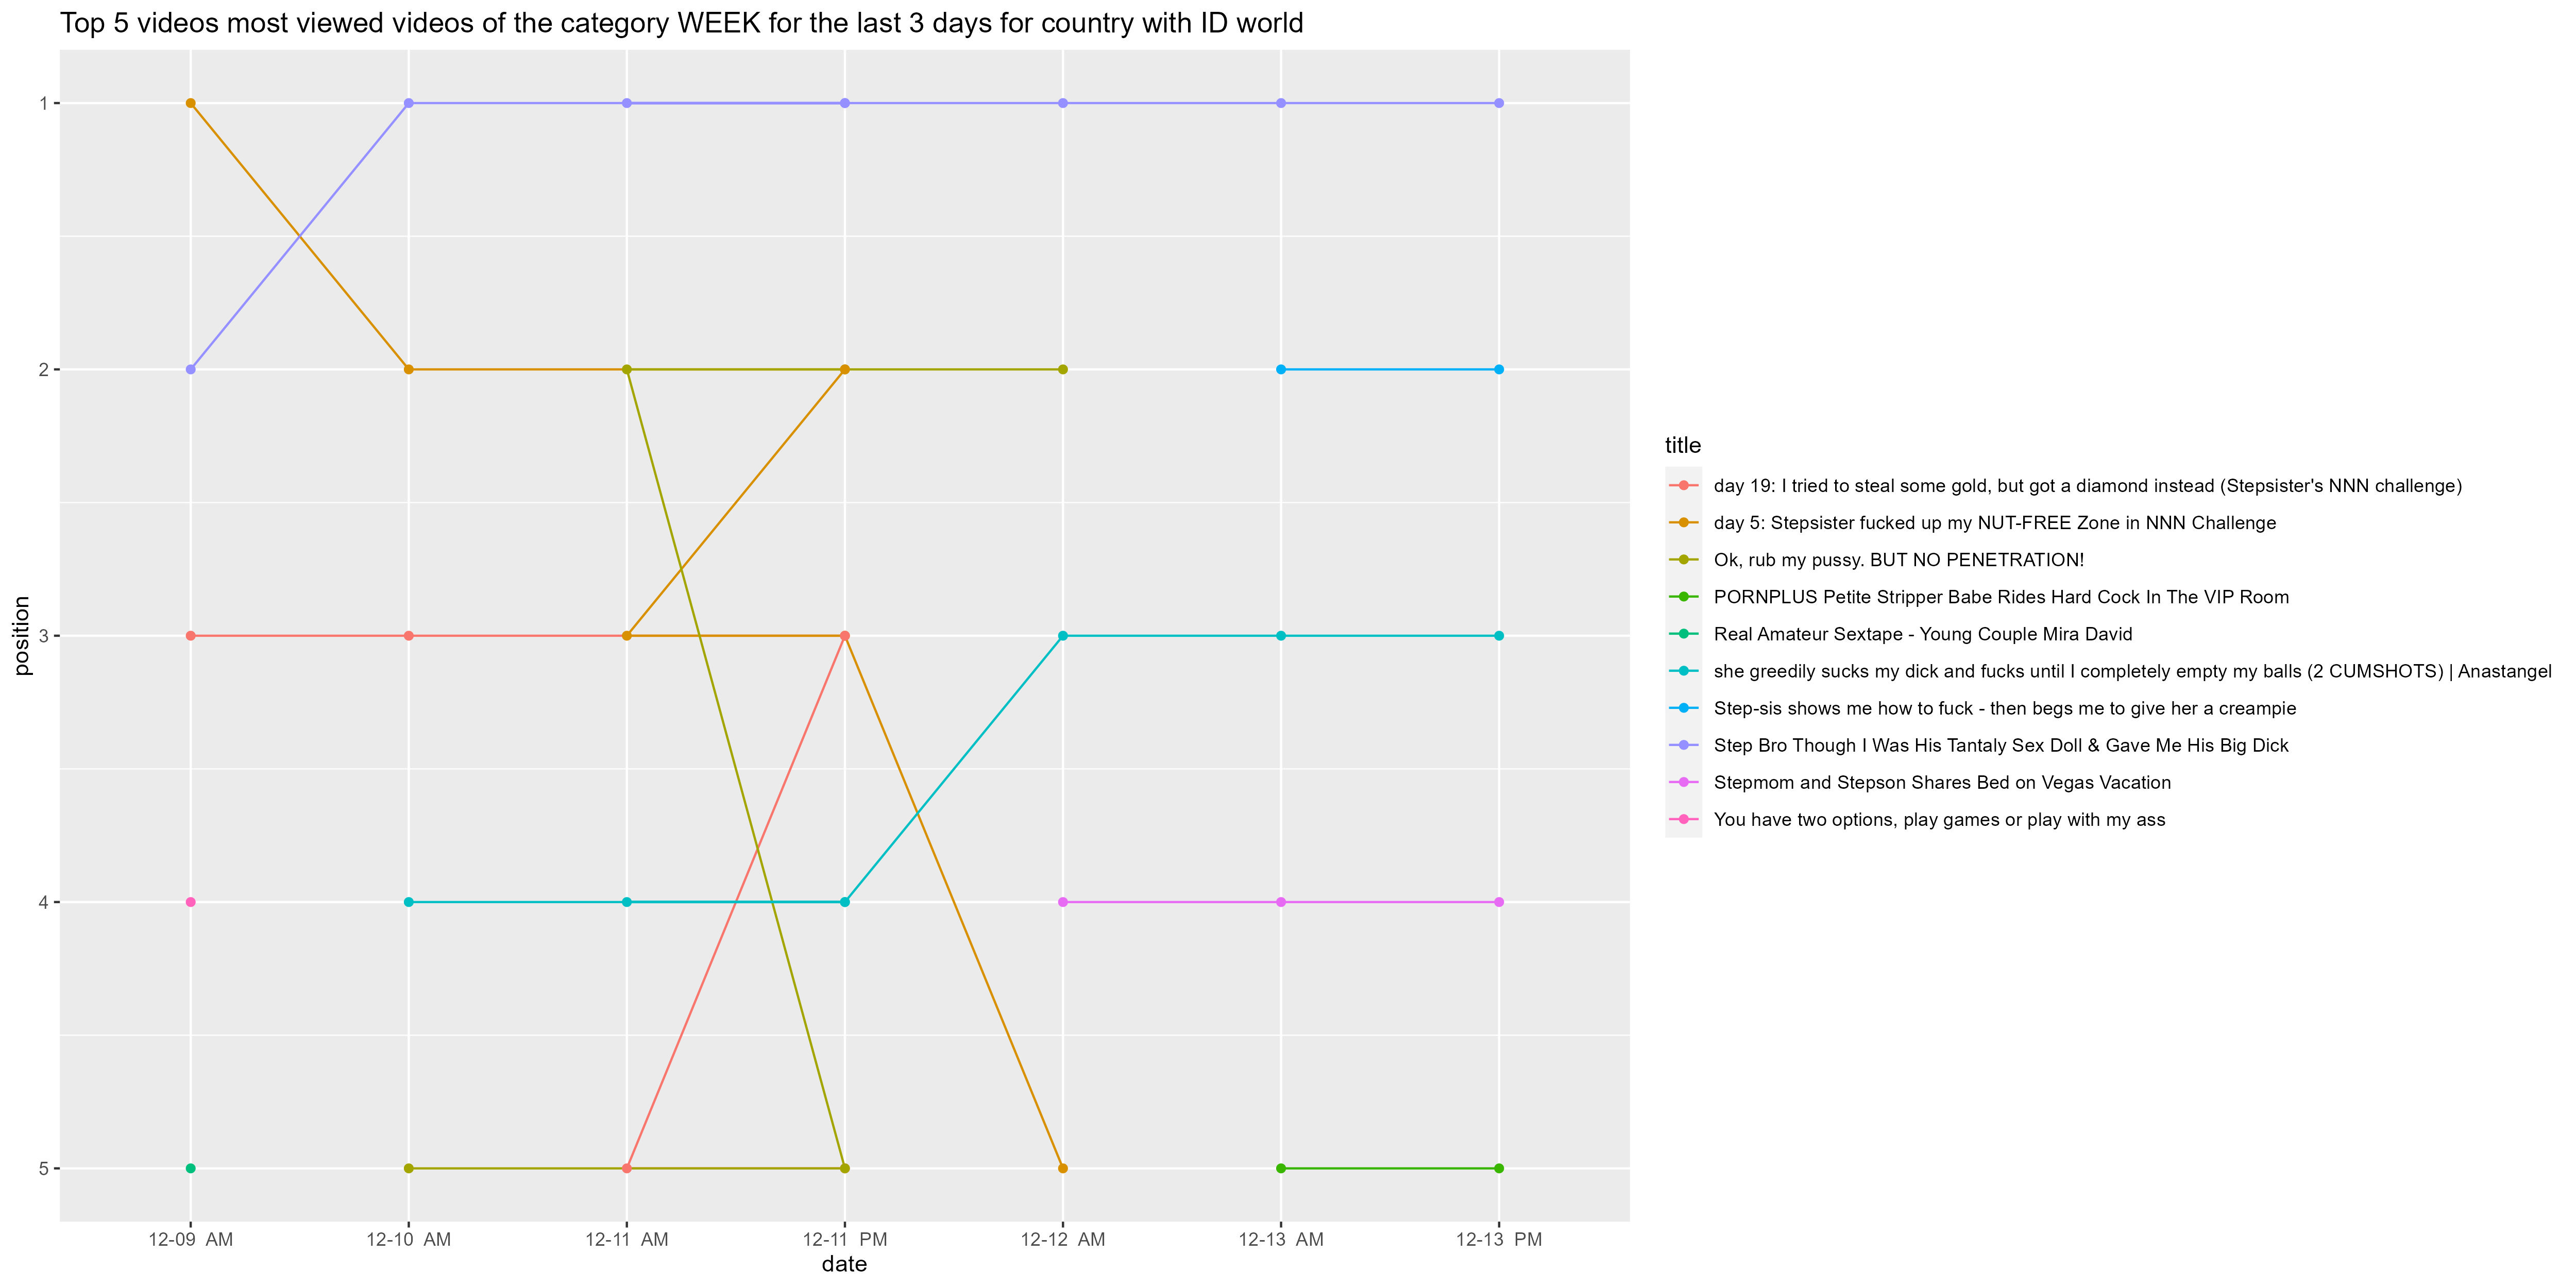 Top 5 videos most viewed videos of the category WEEK for the last 3 days for country with ID world
position
1
2
3
4
5
12-09 AM
12-10 AM
12-11 AM
12-11 PM
12-12 AM
12-13 AM
12-13 PM
date
title
day 19: I tried to steal some gold, but got a diamond instead (Stepsister's NNN challenge)
day 5: Stepsister fucked up my NUT-FREE Zone in NNN Challenge
Ok, rub my pussy. BUT NO PENETRATION!
PORNPLUS Petite Stripper Babe Rides Hard Cock In The VIP Room
Real Amateur Sextape - Young Couple Mira David
she greedily sucks my dick and fucks until I completely empty my balls (2 CUMSHOTS) | Anastangel
Step-sis shows me how to fuck - then begs me to give her a creampie
Step Bro Though I Was His Tantaly Sex Doll & Gave Me His Big Dick
Stepmom and Stepson Shares Bed on Vegas Vacation
You have two options, play games or play with my ass